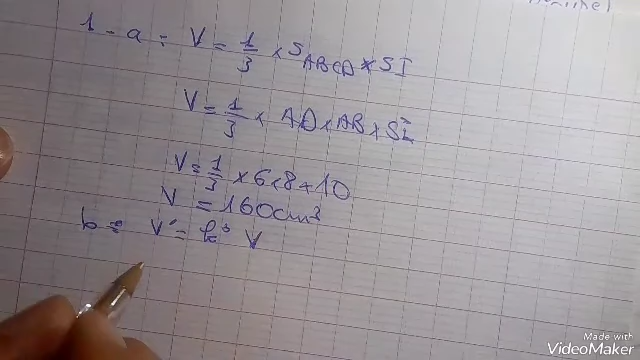 1 - a = V = 1/3 × S ABCD × SI
V = 1/3 × AD × AB × SI
V = 1/3 × 6 × 8 × 10
V = 160 cm³
b = V' = k³ V
Made with
VideoMaker